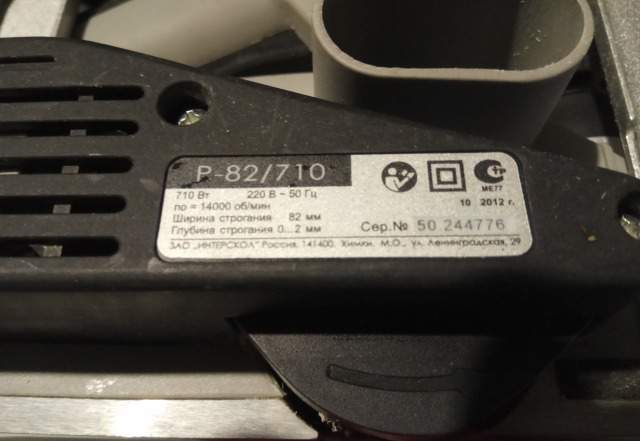 Р-82/710
710 Вт 220 В ~ 50 Гц
no = 14000 об/мин
Ширина строгания 82 мм
Глубина строгания 0...2 мм
МЕ77
10 2012 г.
Сер.№ 50 244776
ЗАО „ИНТЕРСКОЛ" Россия, 141400, Химки, М.О., ул. Ленинградская, 29